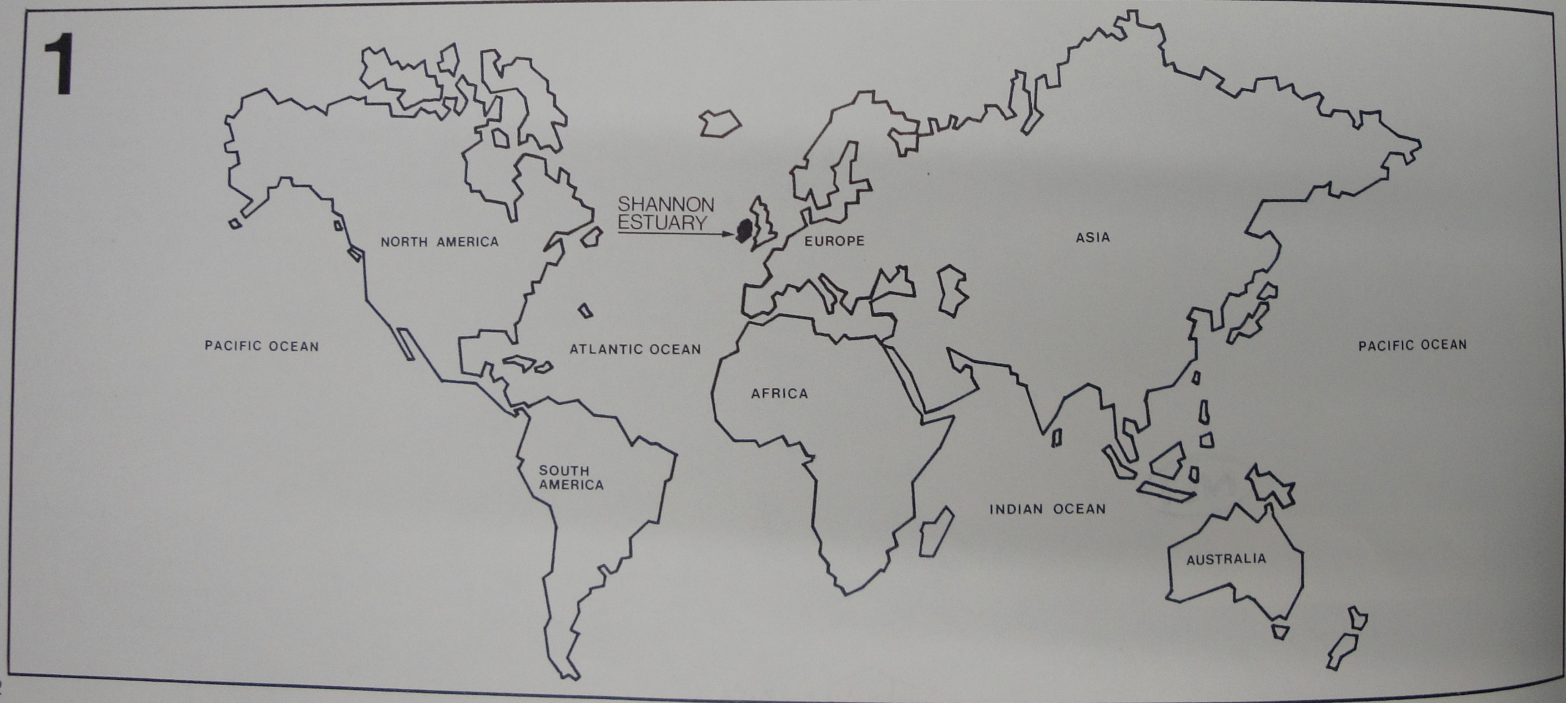 1
SHANNON
ESTUARY
NORTH AMERICA
EUROPE
ASIA
PACIFIC OCEAN
ATLANTIC OCEAN
PACIFIC OCEAN
AFRICA
SOUTH
AMERICA
INDIAN OCEAN
AUSTRALIA